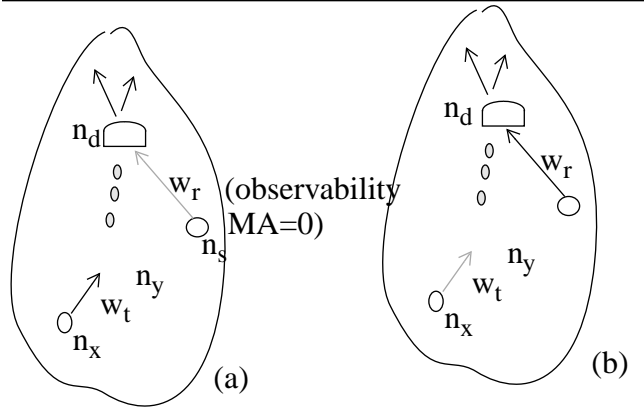 n_d
w_r
(observability
MA=0)
n_s
n_y
w_t
n_x
(a)
n_d
w_r
n_y
w_t
n_x
(b)